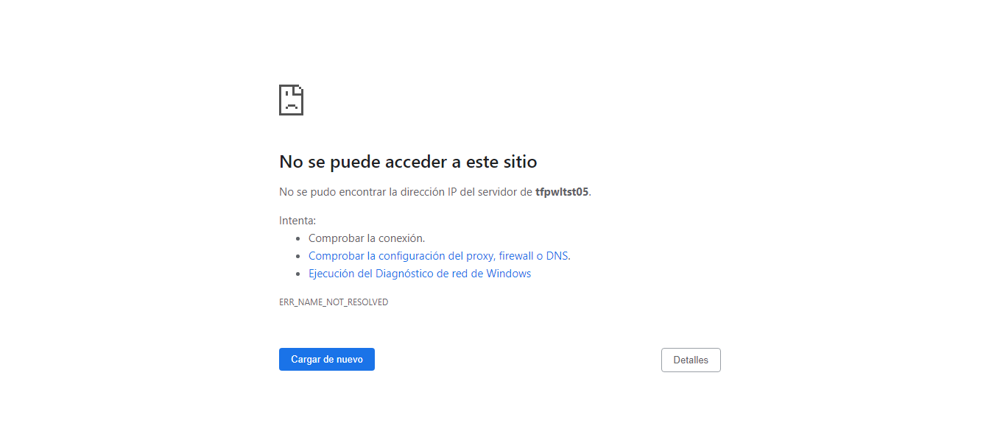 No se puede acceder a este sitio
No se pudo encontrar la dirección IP del servidor de tfpwltst05.
Intenta:
Comprobar la conexión.
Comprobar la configuración del proxy, firewall o DNS.
Ejecución del Diagnóstico de red de Windows
ERR_NAME_NOT_RESOLVED
Cargar de nuevo
Detalles